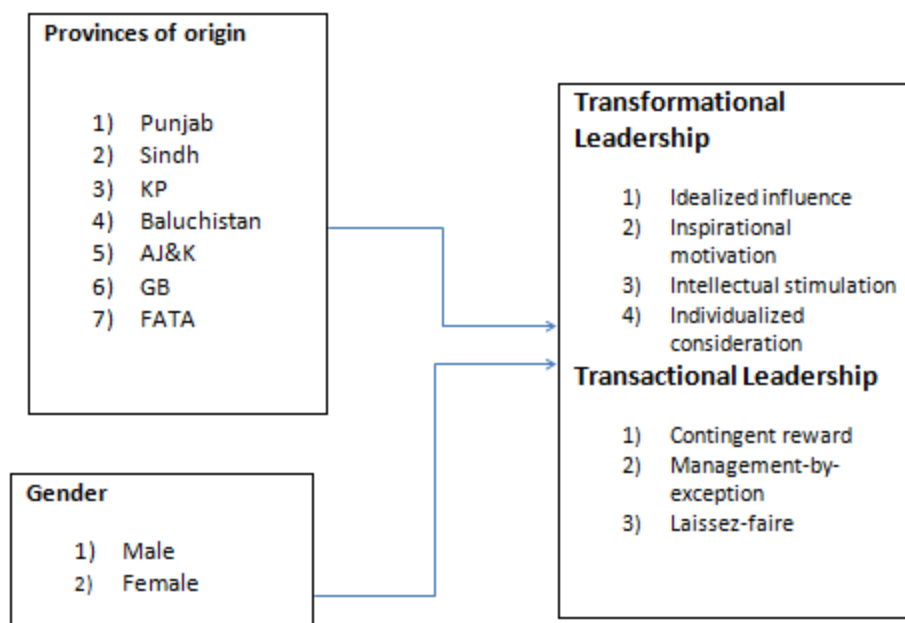 Provinces of origin
1) Punjab
2) Sindh
3) KP
4) Baluchistan
5) AJ&K
6) GB
7) FATA
Gender
1) Male
2) Female
Transformational
Leadership
1) Idealized influence
2) Inspirational
motivation
3) Intellectual stimulation
4) Individualized
consideration
Transactional Leadership
1) Contingent reward
2) Management-by-
exception
3) Laissez-faire